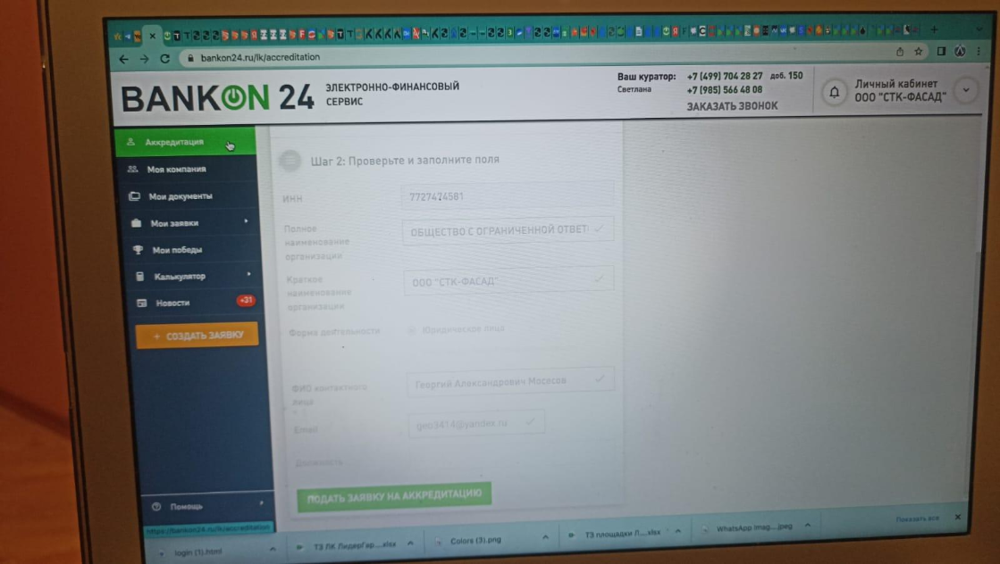 bankon24.ru/lk/accreditation
BANKON 24
ЭЛЕКТРОННО-ФИНАНСОВЫЙ
СЕРВИС
Ваш куратор:
Светлана
+7 (499) 704 28 27 доб. 150
+7 (985) 566 48 08
ЗАКАЗАТЬ ЗВОНОК
Личный кабинет
ООО "СТК-ФАСАД"
Аккредитация
Моя компания
Мои документы
Мои заявки
Мои победы
Калькулятор
Новости
+31
+ СОЗДАТЬ ЗАЯВКУ
Помощь
Шаг 2: Проверьте и заполните поля
ИНН
7727474581
Полное
наименование
организации
ОБЩЕСТВО С ОГРАНИЧЕННОЙ ОТВЕТ
Краткое
наименование
организации
ООО "СТК-ФАСАД"
Форма деятельности
Юридическое лицо
ФИО контактного
лица
Георгий Александрович Мосесов
Email
geo9414@yandex.ru
Должность
ПОДАТЬ ЗАЯВКУ НА АККРЕДИТАЦИЮ
https://bankon24.ru/lk/accreditation
login (1).html
ТЗ ПК ЛидерГар....xlsx
Colors (3).png
ТЗ площадки Л....xlsx
WhatsApp Imag....jpeg
Показать все